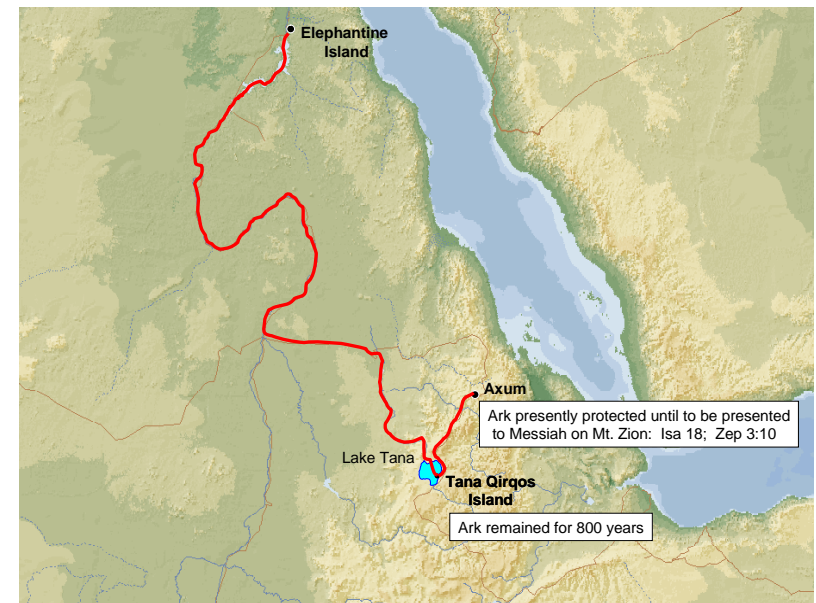 Elephantine
Island
Axum
Ark presently protected until to be presented
to Messiah on Mt. Zion:  Isa 18;  Zep 3:10
Lake Tana
Tana Qirqos
Island
Ark remained for 800 years